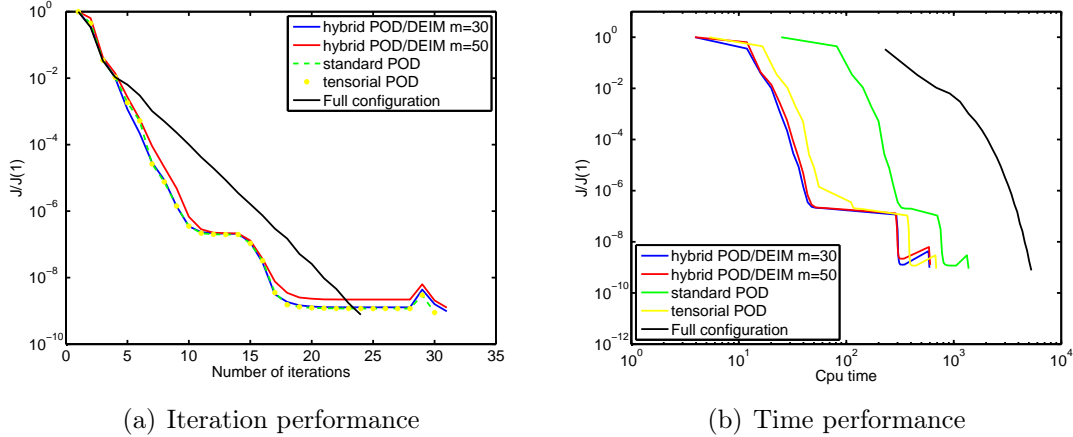 10^0
10^-2
10^-4
10^-6
10^-8
10^-10
J/J(1)
0
5
10
15
20
25
30
35
Number of iterations
hybrid POD/DEIM m=30
hybrid POD/DEIM m=50
standard POD
tensorial POD
Full configuration
(a) Iteration performance
10^0
10^-2
10^-4
10^-6
10^-8
10^-10
10^-12
J/J(1)
hybrid POD/DEIM m=30
hybrid POD/DEIM m=50
standard POD
tensorial POD
Full configuration
10^0
10^1
10^2
10^3
10^4
Cpu time
(b) Time performance